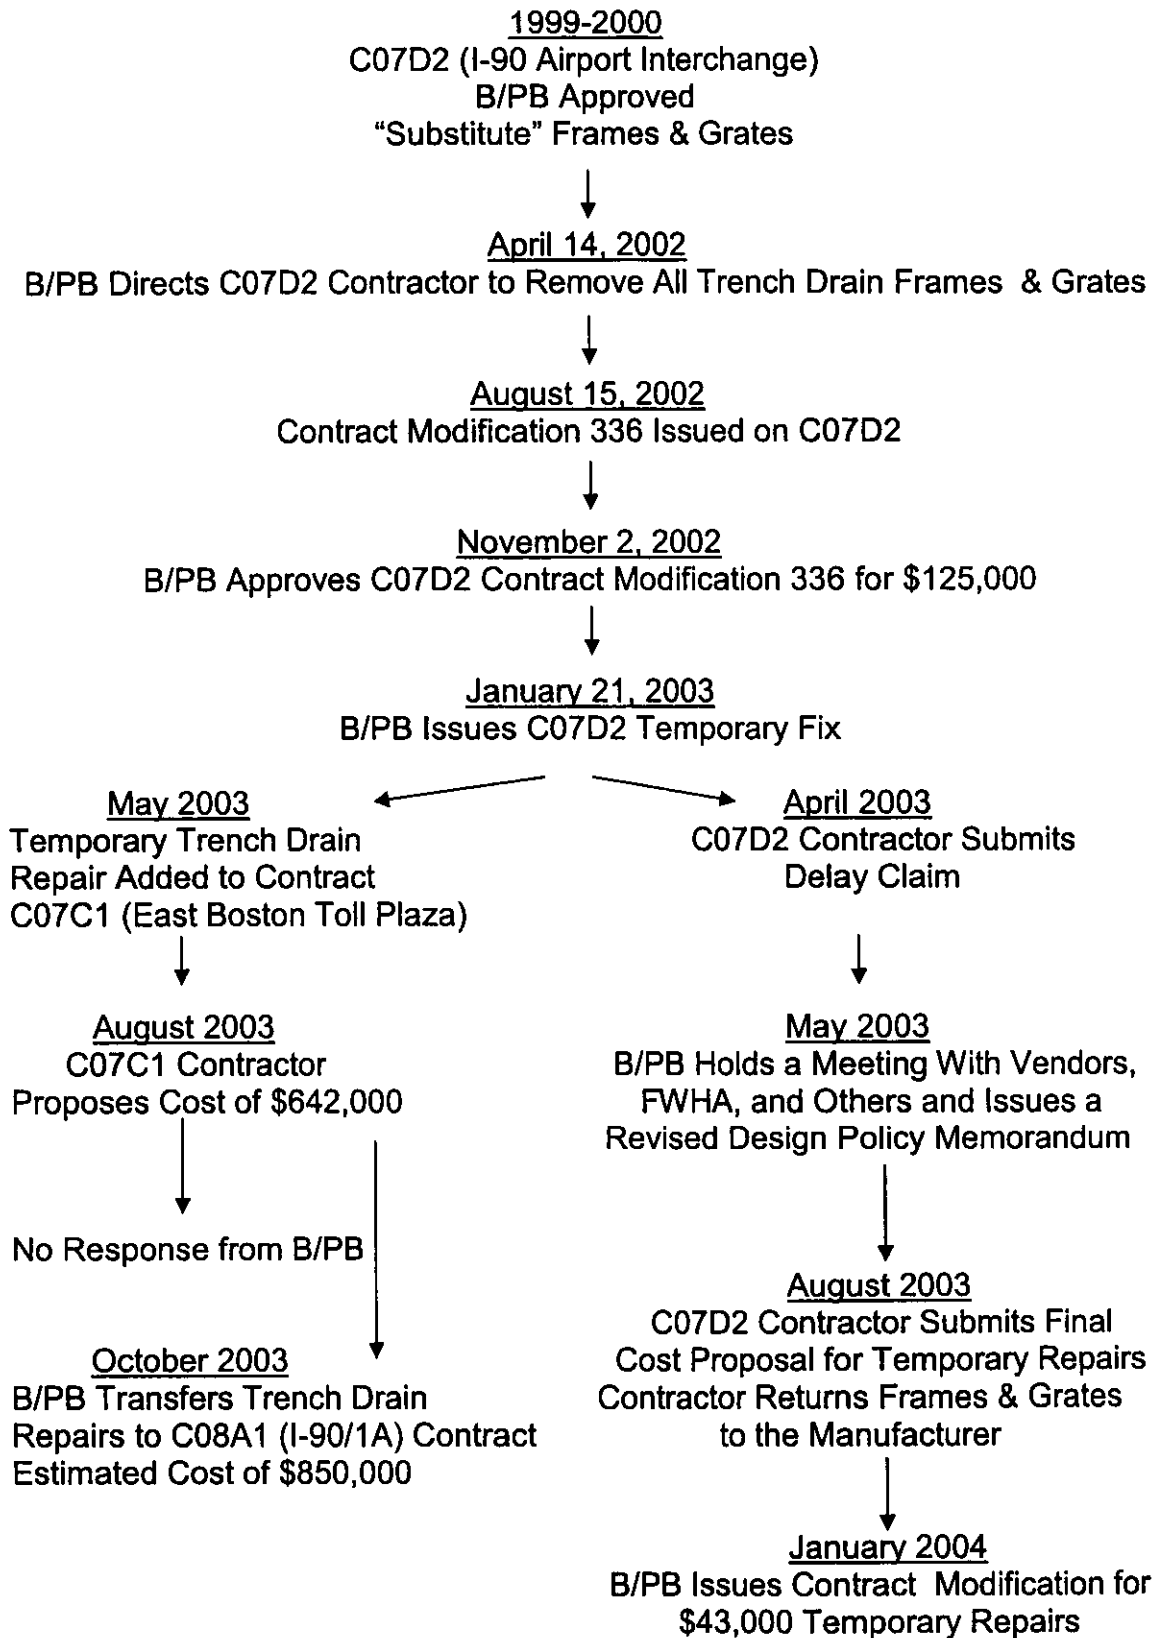 1999-2000
C07D2 (I-90 Airport Interchange)
B/PB Approved
“Substitute” Frames & Grates
April 14, 2002
B/PB Directs C07D2 Contractor to Remove All Trench Drain Frames & Grates
August 15, 2002
Contract Modification 336 Issued on C07D2
November 2, 2002
B/PB Approves C07D2 Contract Modification 336 for $125,000
January 21, 2003
B/PB Issues C07D2 Temporary Fix
May 2003
Temporary Trench Drain
Repair Added to Contract
C07C1 (East Boston Toll Plaza)
August 2003
C07C1 Contractor
Proposes Cost of $642,000
No Response from B/PB
October 2003
B/PB Transfers Trench Drain
Repairs to C08A1 (I-90/1A) Contract
Estimated Cost of $850,000
April 2003
C07D2 Contractor Submits
Delay Claim
May 2003
B/PB Holds a Meeting With Vendors,
FWHA, and Others and Issues a
Revised Design Policy Memorandum
August 2003
C07D2 Contractor Submits Final
Cost Proposal for Temporary Repairs
Contractor Returns Frames & Grates
to the Manufacturer
January 2004
B/PB Issues Contract Modification for
$43,000 Temporary Repairs